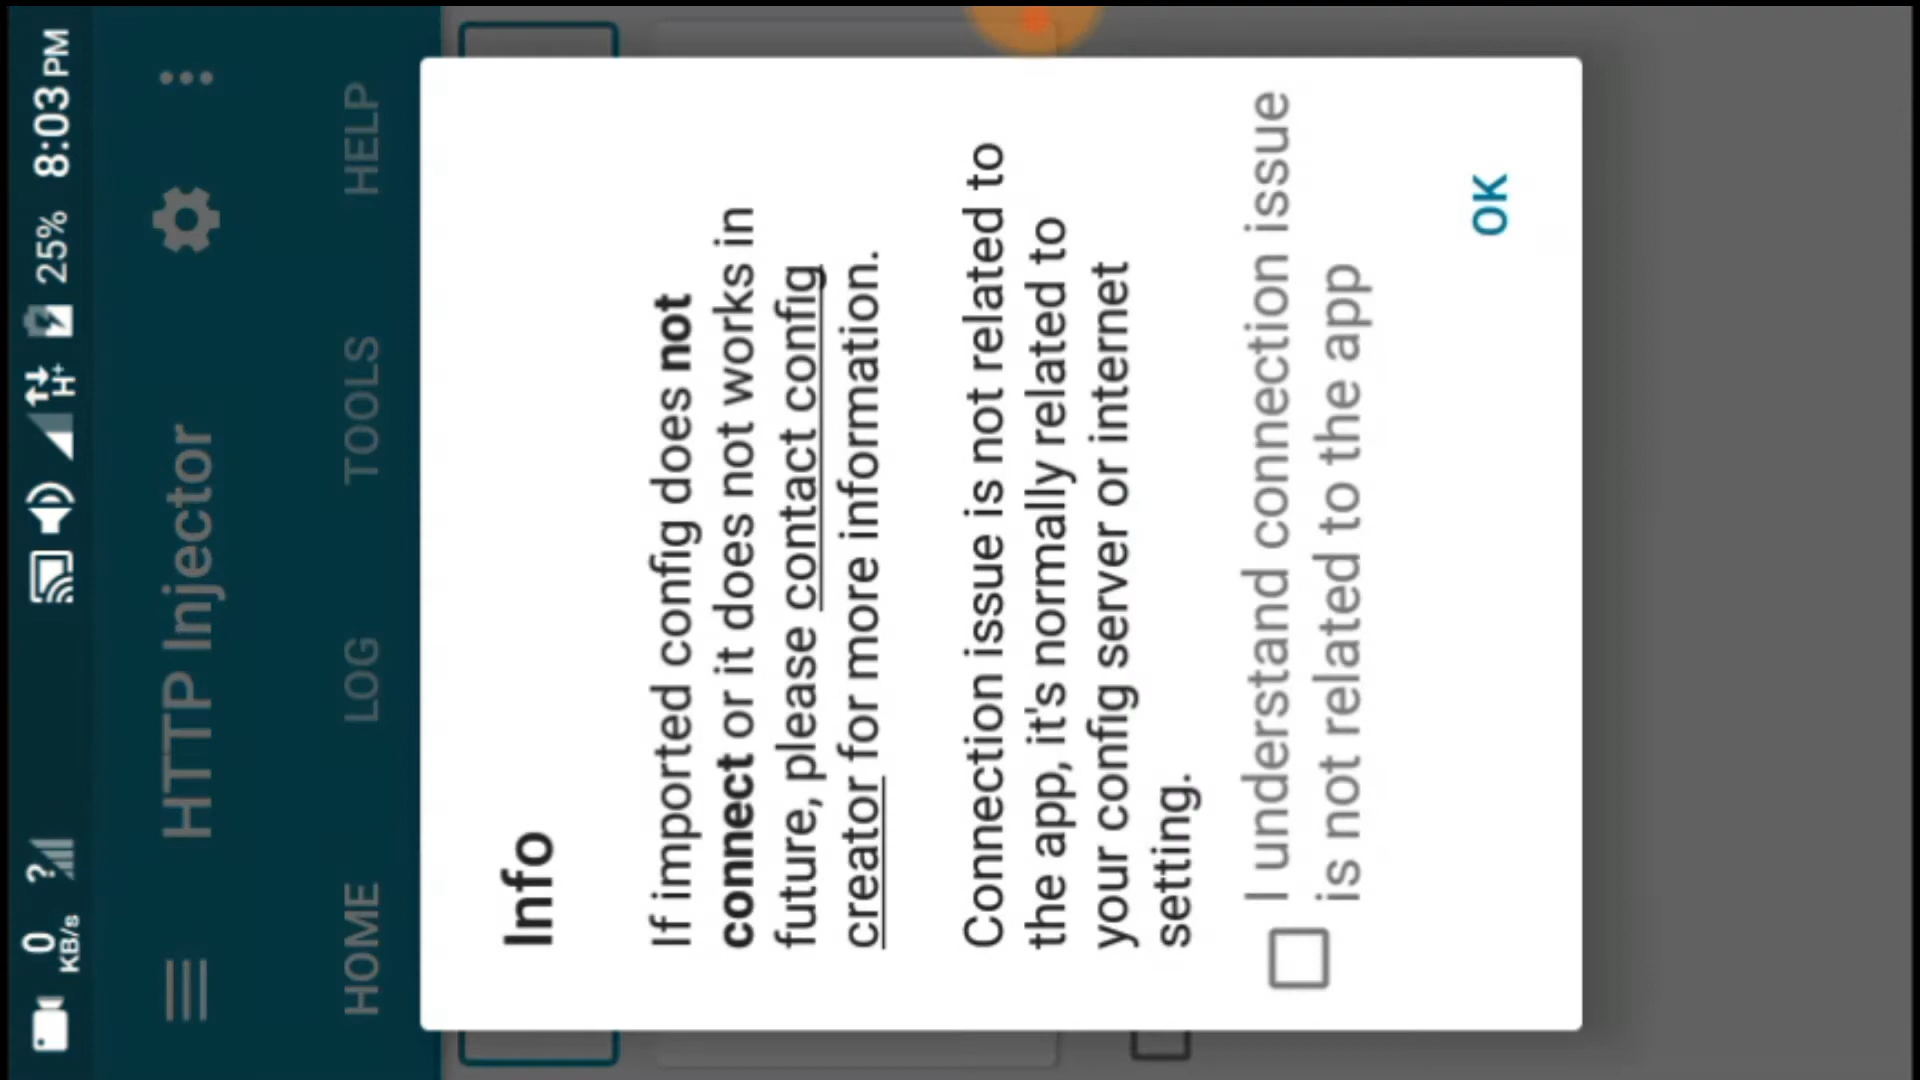 0 KB/s ? H+ 25% 8:03 PM
HTTP Injector
HOME LOG TOOLS HELP
Info
If imported config does not
connect or it does not works in
future, please contact config
creator for more information.
Connection issue is not related to
the app, it's normally related to
your config server or internet
setting.
I understand connection issue
is not related to the app
OK